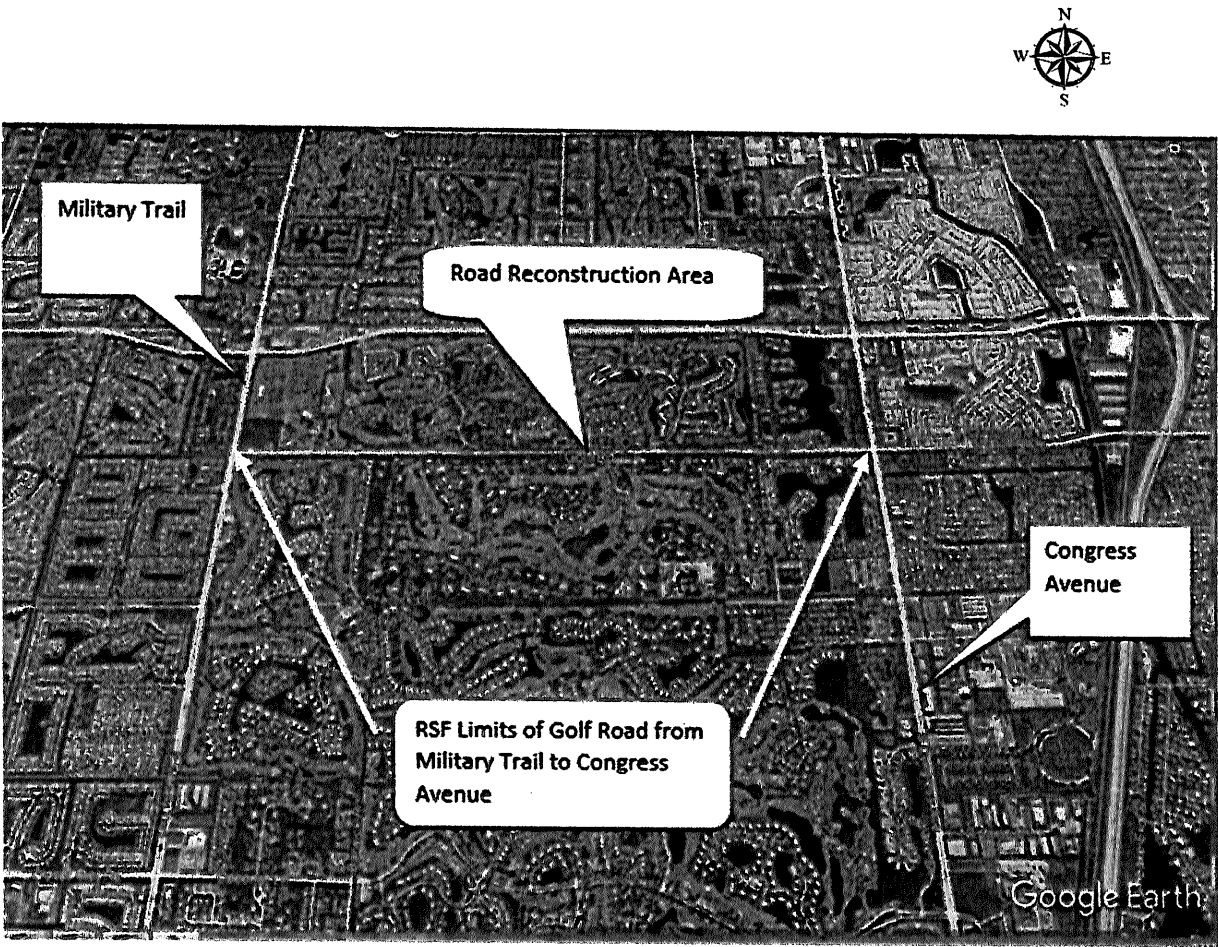 N
W E
S
Military Trail
Road Reconstruction Area
Congress
Avenue
RSF Limits of Golf Road from
Military Trail to Congress
Avenue
Google Earth